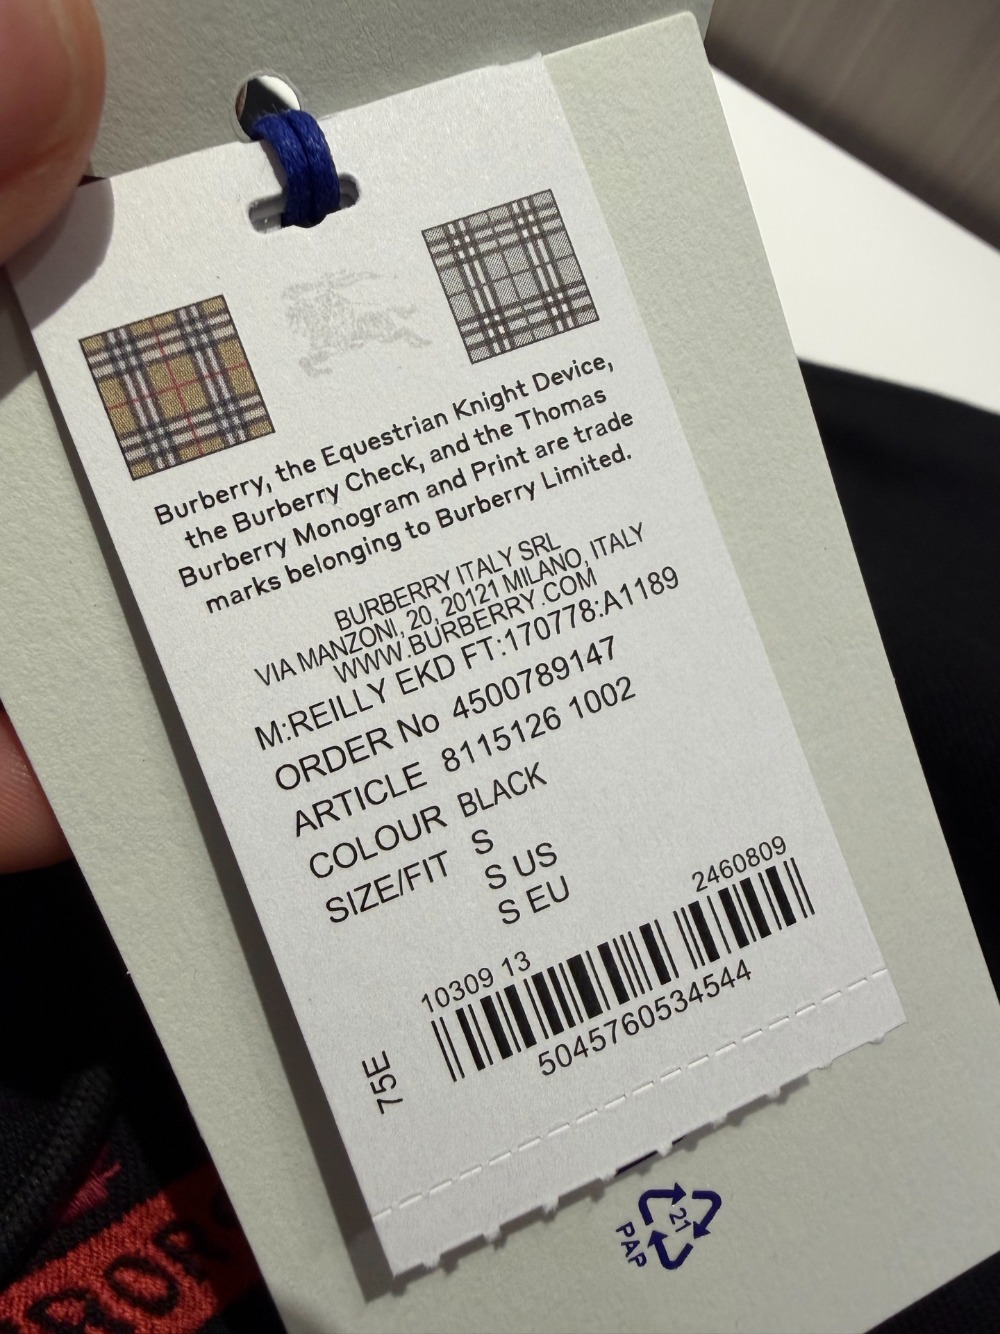 Burberry, the Equestrian Knight Device,
the Burberry Check, and the Thomas
Burberry Monogram and Print are trade
marks belonging to Burberry Limited.
BURBERRY ITALY SRL
VIA MANZONI, 20, 20121 MILANO, ITALY
WWW.BURBERRY.COM
M:REILLY EKD FT:170778:A1189
ORDER No 4500789147
ARTICLE 8115126 1002
COLOUR BLACK
SIZE/FIT S
S US
S EU
10309 13 2460809
5045760534544
75E
21
PAP